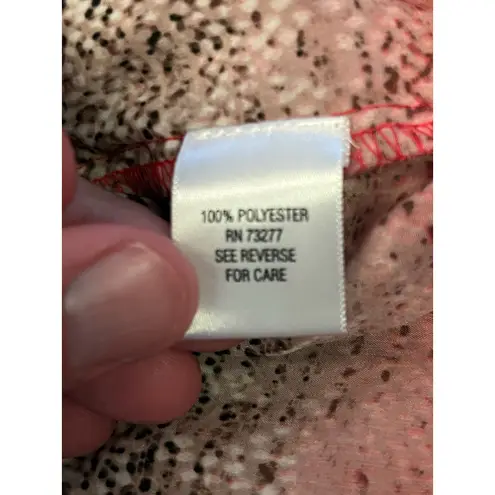 100% POLYESTER
RN 73277
SEE REVERSE
FOR CARE